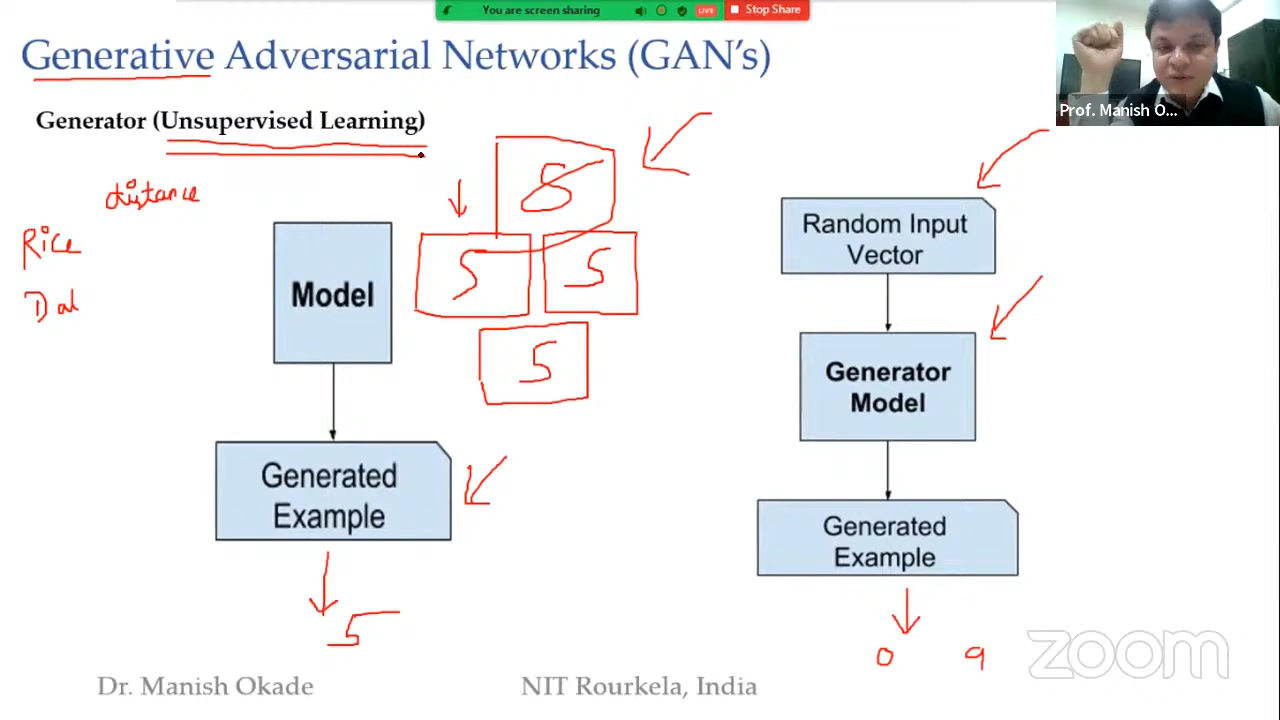 You are screen sharing
LIVE
Stop Share
Generative Adversarial Networks (GAN's)
Prof. Manish O...
Generator (Unsupervised Learning)
distance
Rice
Dal
5
5
5
5
Model
Generated
Example
5
Random Input
Vector
Generator
Model
Generated
Example
0 9
zoom
Dr. Manish Okade
NIT Rourkela, India